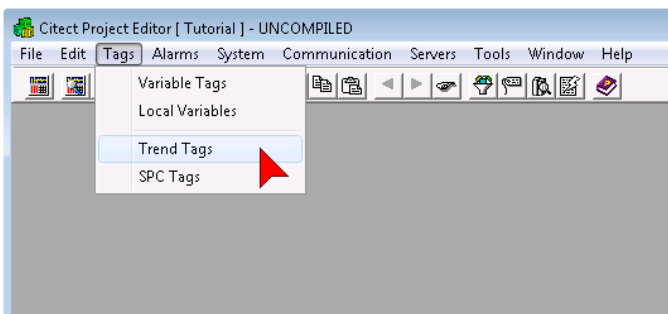 Citect Project Editor [ Tutorial ] - UNCOMPILED
File Edit Tags Alarms System Communication Servers Tools Window Help
Variable Tags
Local Variables
Trend Tags
SPC Tags